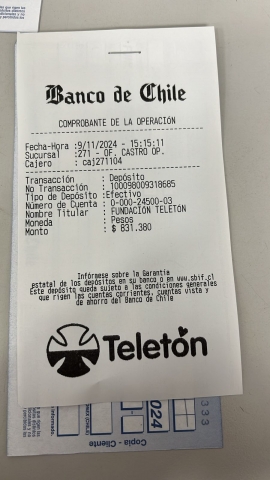 Banco de Chile
COMPROBANTE DE LA OPERACIÓN
Fecha-Hora :9/11/2024 - 15:15:11
Sucursal :271 - OF. CASTRO OP.
Cajero : caj271104
Transacción : Depósito
No Transacción : 100098009318685
Tipo de Depósito :Efectivo
Número de Cuenta : 0-000-24500-03
Nombre Titular : FUNDACIÓN TELETÓN
Moneda : Pesos
Monto : $ 831.380
Infórmese sobre la Garantía
estatal de los depósitos en su banco o en www.sbif.cl
Este depósito queda sujeto a las condiciones generales
que rigen las cuentas corrientes, cuentas vista y
de ahorro del Banco de Chile
Teletón
Copia - Cliente
024
333